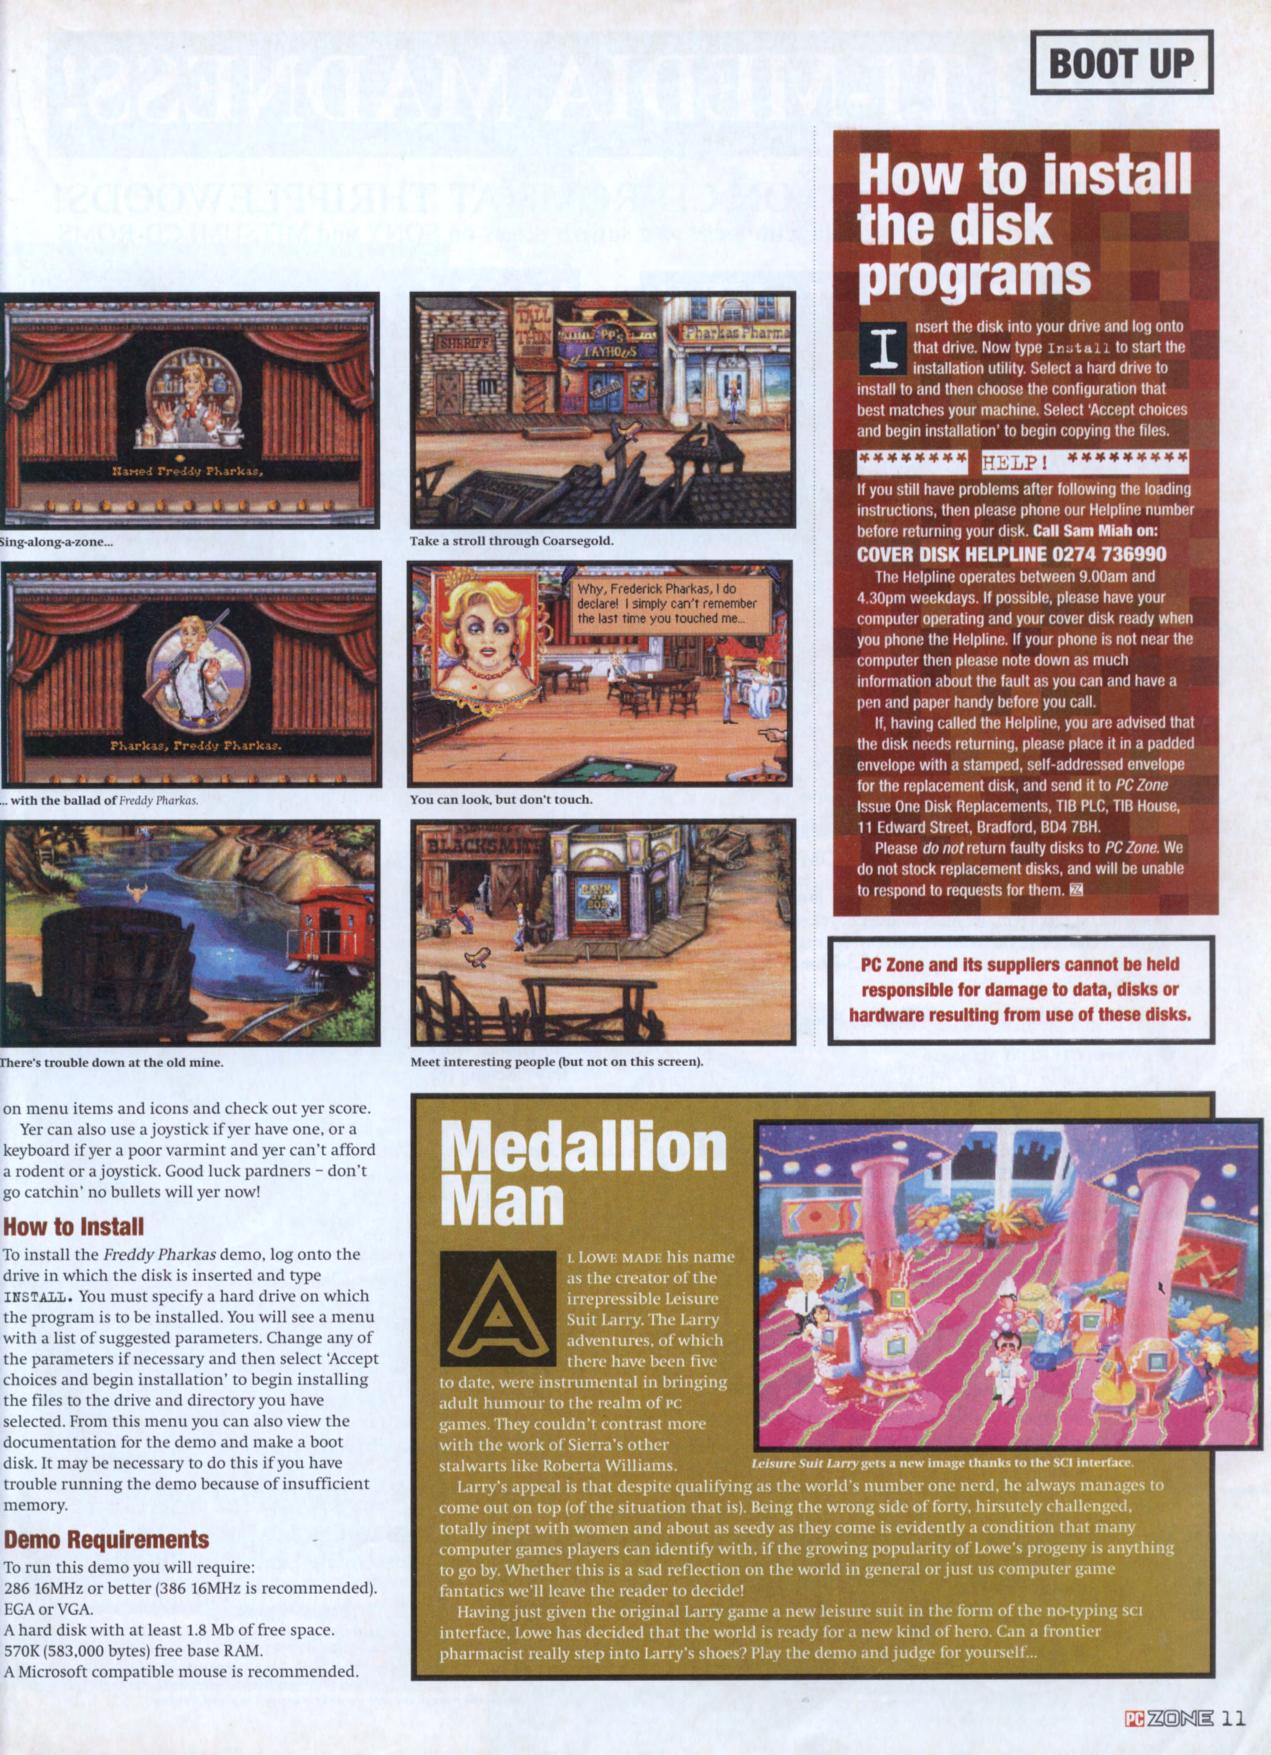 BOOT UP
Named Freddy Pharkas,
Sing-along-a-zone...
SHERIFF
TALL
TAIN
PP'S
LAYHOUS
Pharkas Pharma
Take a stroll through Coarsegold.
Pharkas, Freddy Pharkas.
... with the ballad of Freddy Pharkas.
Why, Frederick Pharkas, I do
declare! I simply can't remember
the last time you touched me...
You can look, but don't touch.
There's trouble down at the old mine.
BLACKSMIT
BANK
OF
BOB
Meet interesting people (but not on this screen).
How to install
the disk
programs
Insert the disk into your drive and log onto
that drive. Now type Install to start the
installation utility. Select a hard drive to
install to and then choose the configuration that
best matches your machine. Select 'Accept choices
and begin installation' to begin copying the files.
******** HELP! *********
If you still have problems after following the loading
instructions, then please phone our Helpline number
before returning your disk. Call Sam Miah on:
COVER DISK HELPLINE 0274 736990
The Helpline operates between 9.00am and
4.30pm weekdays. If possible, please have your
computer operating and your cover disk ready when
you phone the Helpline. If your phone is not near the
computer then please note down as much
information about the fault as you can and have a
pen and paper handy before you call.
If, having called the Helpline, you are advised that
the disk needs returning, please place it in a padded
envelope with a stamped, self-addressed envelope
for the replacement disk, and send it to PC Zone
Issue One Disk Replacements, TIB PLC, TIB House,
11 Edward Street, Bradford, BD4 7BH.
Please do not return faulty disks to PC Zone. We
do not stock replacement disks, and will be unable
to respond to requests for them.
PC Zone and its suppliers cannot be held
responsible for damage to data, disks or
hardware resulting from use of these disks.
on menu items and icons and check out yer score.
Yer can also use a joystick if yer have one, or a
keyboard if yer a poor varmint and yer can't afford
a rodent or a joystick. Good luck pardners – don't
go catchin' no bullets will yer now!
How to Install
To install the Freddy Pharkas demo, log onto the
drive in which the disk is inserted and type
INSTALL. You must specify a hard drive on which
the program is to be installed. You will see a menu
with a list of suggested parameters. Change any of
the parameters if necessary and then select 'Accept
choices and begin installation' to begin installing
the files to the drive and directory you have
selected. From this menu you can also view the
documentation for the demo and make a boot
disk. It may be necessary to do this if you have
trouble running the demo because of insufficient
memory.
Demo Requirements
To run this demo you will require:
286 16MHz or better (386 16MHz is recommended).
EGA or VGA.
A hard disk with at least 1.8 Mb of free space.
570K (583,000 bytes) free base RAM.
A Microsoft compatible mouse is recommended.
Medallion
Man
AL LOWE MADE his name
as the creator of the
irrepressible Leisure
Suit Larry. The Larry
adventures, of which
there have been five
to date, were instrumental in bringing
adult humour to the realm of PC
games. They couldn't contrast more
with the work of Sierra's other
stalwarts like Roberta Williams.
Leisure Suit Larry gets a new image thanks to the SCI interface.
Larry's appeal is that despite qualifying as the world's number one nerd, he always manages to
come out on top (of the situation that is). Being the wrong side of forty, hirsutely challenged,
totally inept with women and about as seedy as they come is evidently a condition that many
computer games players can identify with, if the growing popularity of Lowe's progeny is anything
to go by. Whether this is a sad reflection on the world in general or just us computer game
fantatics we'll leave the reader to decide!
Having just given the original Larry game a new leisure suit in the form of the no-typing SCI
interface, Lowe has decided that the world is ready for a new kind of hero. Can a frontier
pharmacist really step into Larry's shoes? Play the demo and judge for yourself...
PC ZONE 11